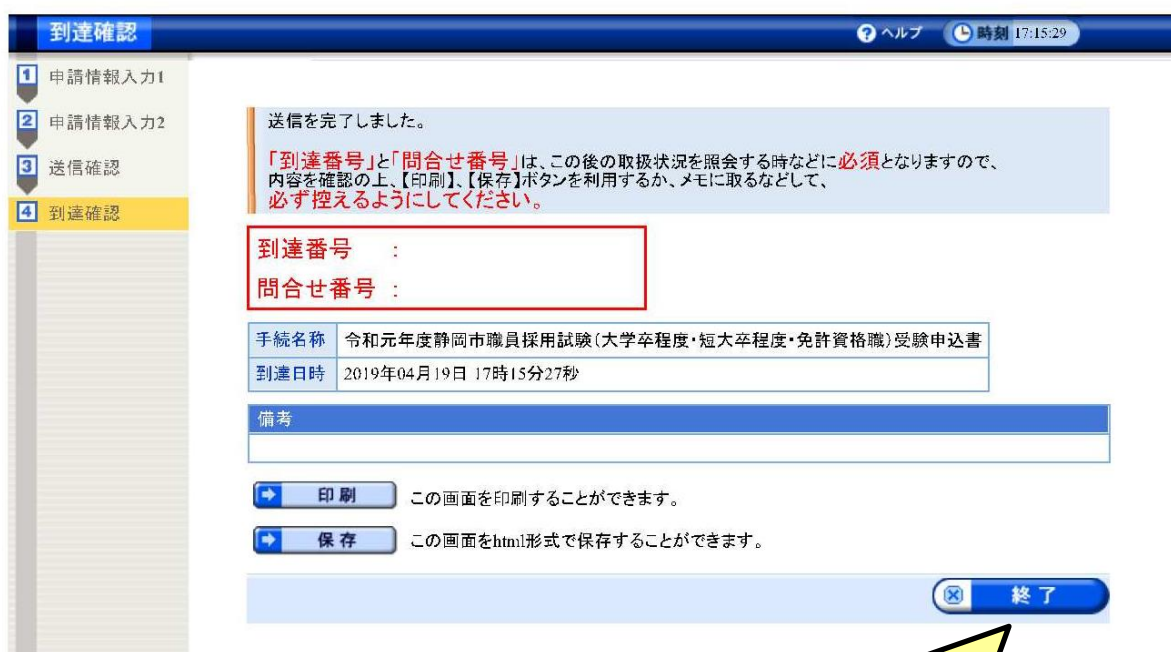 到達確認
ヘルプ 時刻 17:15:29
1 申請情報入力1
2 申請情報入力2
3 送信確認
4 到達確認
送信を完了しました。
「到達番号」と「問合せ番号」は、この後の取扱状況を照会する時などに必須となりますので、
内容を確認の上、【印刷】、【保存】ボタンを利用するか、メモに取るなどして、
必ず控えるようにしてください。
到達番号 :
問合せ番号 :
手続名称 令和元年度静岡市職員採用試験(大学卒程度・短大卒程度・免許資格職)受験申込書
到達日時 2019年04月19日 17時15分27秒
備考
印刷 この画面を印刷することができます。
保存 この画面をhtml形式で保存することができます。
終了